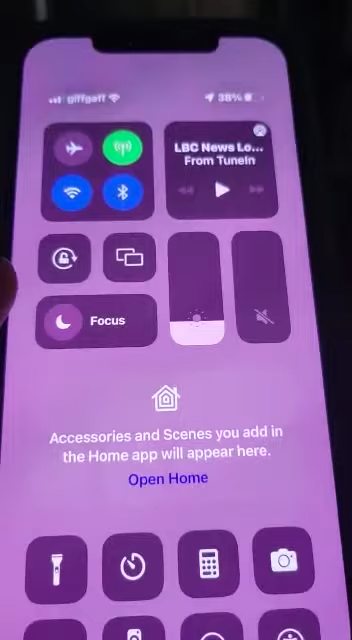 giffgaff
38%
LBC News Lo...
From TuneIn
Focus
Accessories and Scenes you add in
the Home app will appear here.
Open Home